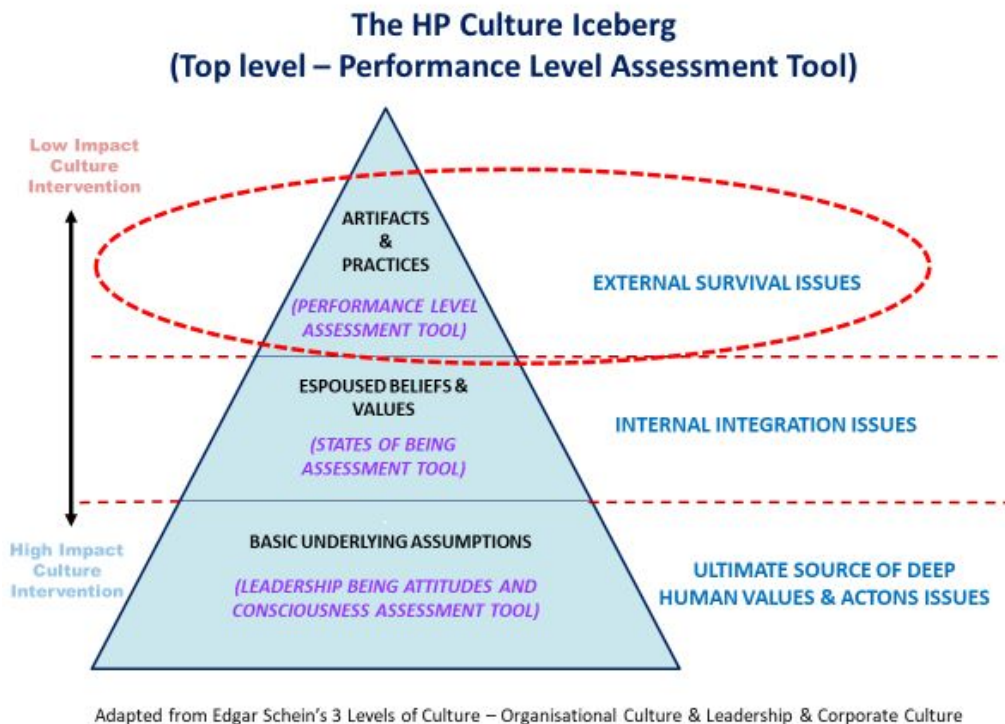 The HP Culture Iceberg
(Top level – Performance Level Assessment Tool)
Low Impact
Culture
Intervention
ARTIFACTS
&
PRACTICES
(PERFORMANCE LEVEL
ASSESSMENT TOOL)
EXTERNAL SURVIVAL ISSUES
ESPOUSED BELIEFS &
VALUES
(STATES OF BEING
ASSESSMENT TOOL)
INTERNAL INTEGRATION ISSUES
High Impact
Culture
Intervention
BASIC UNDERLYING ASSUMPTIONS
(LEADERSHIP BEING ATTITUDES AND
CONSCIOUSNESS ASSESSMENT TOOL)
ULTIMATE SOURCE OF DEEP
HUMAN VALUES & ACTONS ISSUES
Adapted from Edgar Schein's 3 Levels of Culture – Organisational Culture & Leadership & Corporate Culture